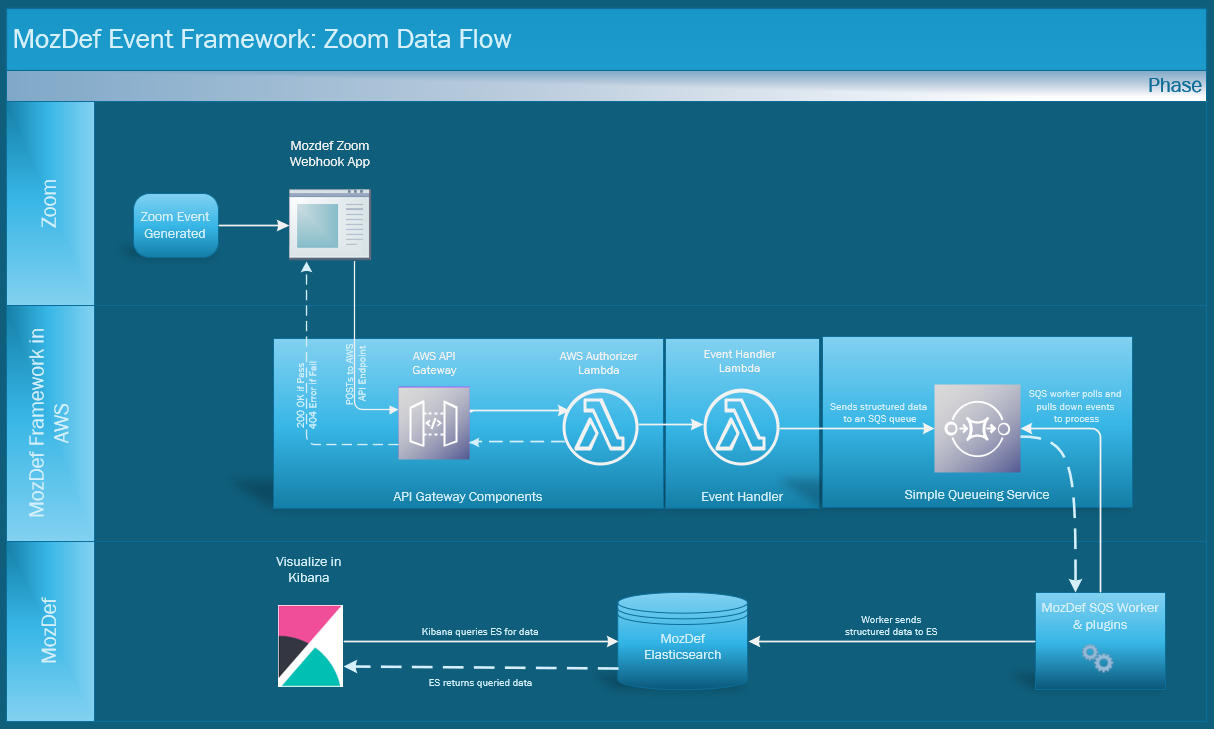 MozDef Event Framework: Zoom Data Flow
Phase
Zoom
Mozdef Zoom
Webhook App
Zoom Event
Generated
MozDef Framework in
AWS
200 OK if Pass
404 Error if Fail
POSTs to AWS
API Endpoint
AWS API
Gateway
AWS Authorizer
Lambda
API Gateway Components
Event Handler
Lambda
Event Handler
Sends structured data
to an SQS queue
SQS worker polls and
pulls down events
to process
Simple Queueing Service
MozDef
Visualize in
Kibana
Kibana queries ES for data
ES returns queried data
MozDef
Elasticsearch
Worker sends
structured data to ES
MozDef SQS Worker
& plugins